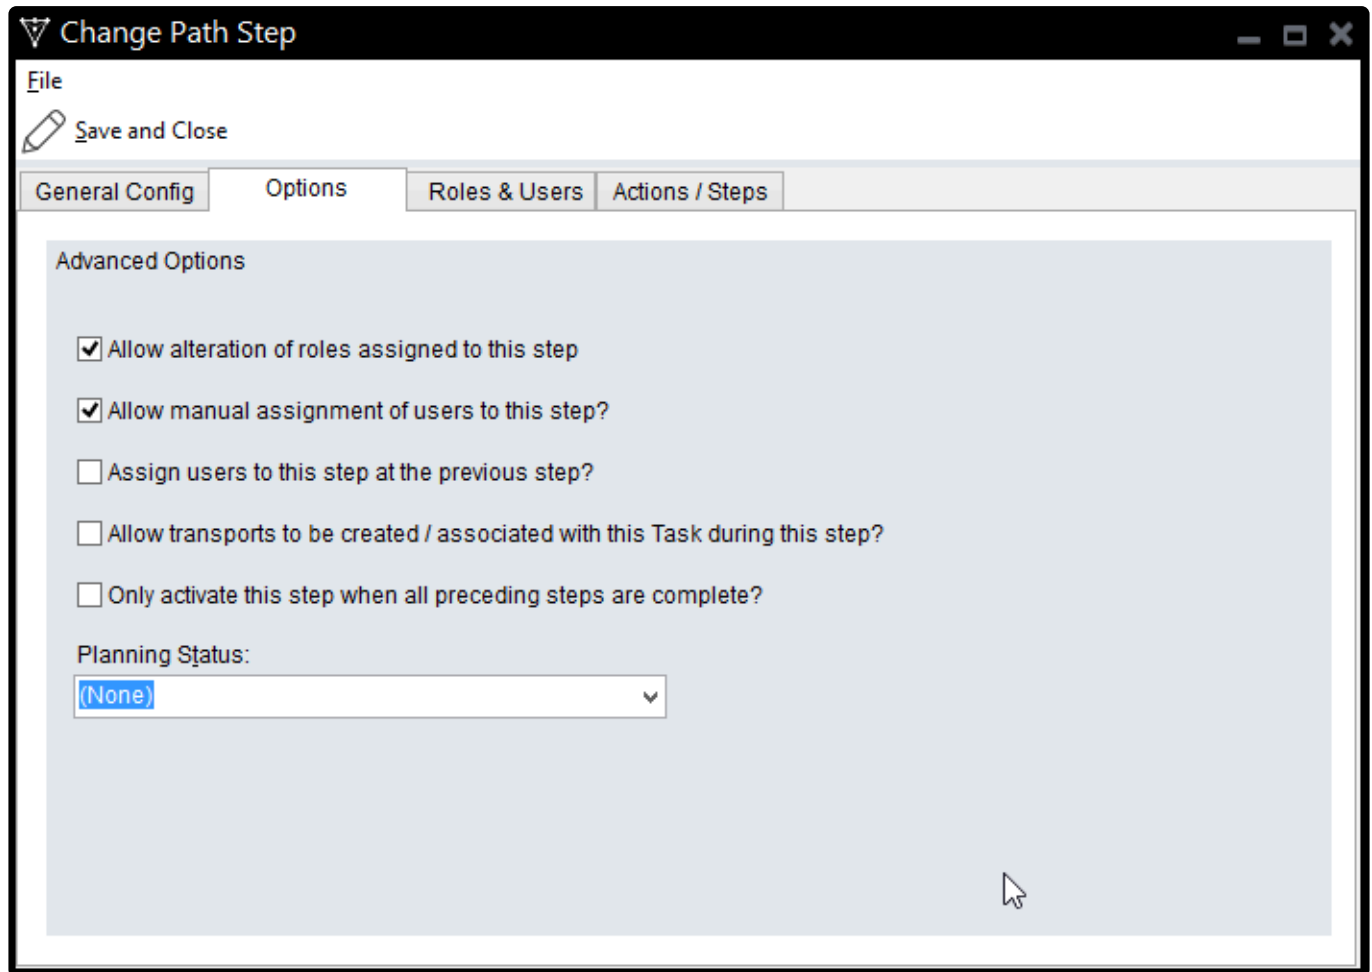 Change Path Step
File
Save and Close
General Config Options Roles & Users Actions / Steps
Advanced Options
Allow alteration of roles assigned to this step
Allow manual assignment of users to this step?
Assign users to this step at the previous step?
Allow transports to be created / associated with this Task during this step?
Only activate this step when all preceding steps are complete?
Planning Status:
(None)